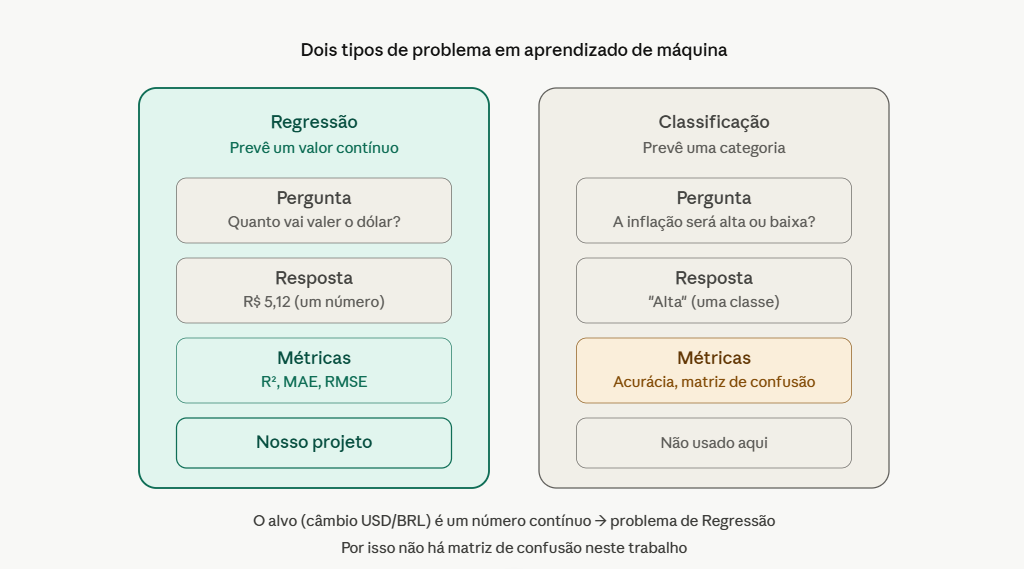 Dois tipos de problema em aprendizado de máquina
Regressão
Prevê um valor contínuo
Pergunta
Quanto vai valer o dólar?
Resposta
R$ 5,12 (um número)
Métricas
R², MAE, RMSE
Nosso projeto
Classificação
Prevê uma categoria
Pergunta
A inflação será alta ou baixa?
Resposta
"Alta" (uma classe)
Métricas
Acurácia, matriz de confusão
Não usado aqui
O alvo (câmbio USD/BRL) é um número contínuo → problema de Regressão
Por isso não há matriz de confusão neste trabalho